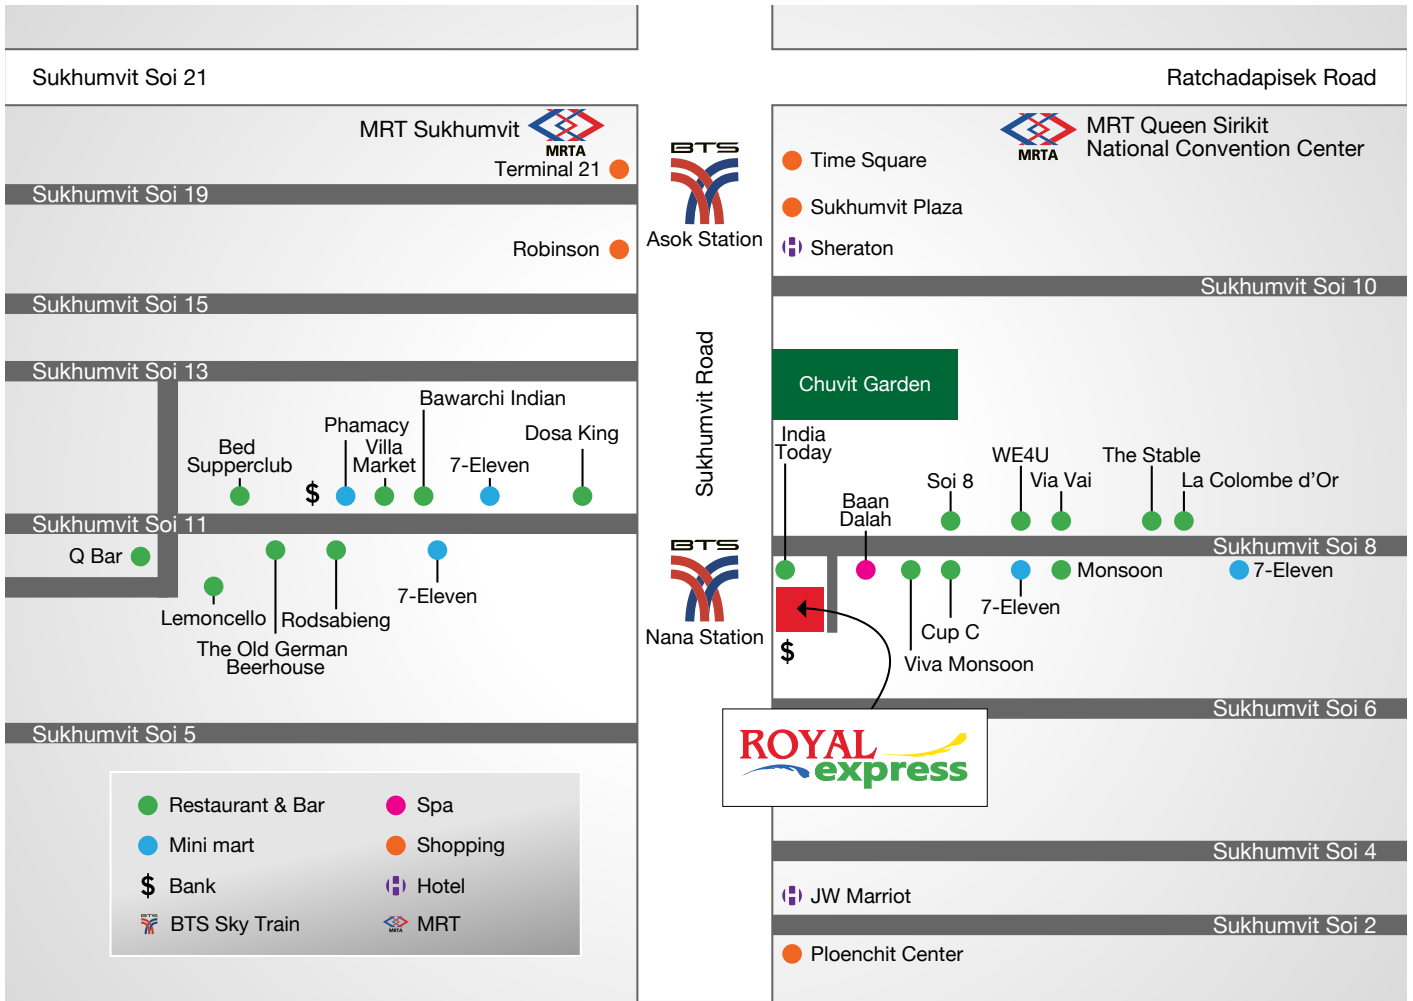 Sukhumvit Soi 21
Ratchadapisek Road
MRT Sukhumvit
MRTA
Terminal 21
BTS
Asok Station
Time Square
MRTA
MRT Queen Sirikit
National Convention Center
Sukhumvit Soi 19
Sukhumvit Plaza
Robinson
Sheraton
H
Sukhumvit Soi 15
Sukhumvit Soi 10
Sukhumvit Road
Sukhumvit Soi 13
Chuvit Garden
Bawarchi Indian
Phamacy
Villa
Market
Dosa King
Bed
Supperclub
$
7-Eleven
India
Today
Baan
Dalah
Soi 8
WE4U
Via Vai
The Stable
La Colombe d’Or
Sukhumvit Soi 11
Sukhumvit Soi 8
Q Bar
Lemoncello
The Old German
Beerhouse
Rodsabieng
7-Eleven
BTS
Nana Station
$
Viva Monsoon
Cup C
7-Eleven
Monsoon
7-Eleven
Sukhumvit Soi 5
Sukhumvit Soi 6
ROYAL
express
Restaurant & Bar
Spa
Mini mart
Shopping
$ Bank
H Hotel
BTS
BTS Sky Train
MRTA
MRT
Sukhumvit Soi 4
H JW Marriot
Sukhumvit Soi 2
Ploenchit Center